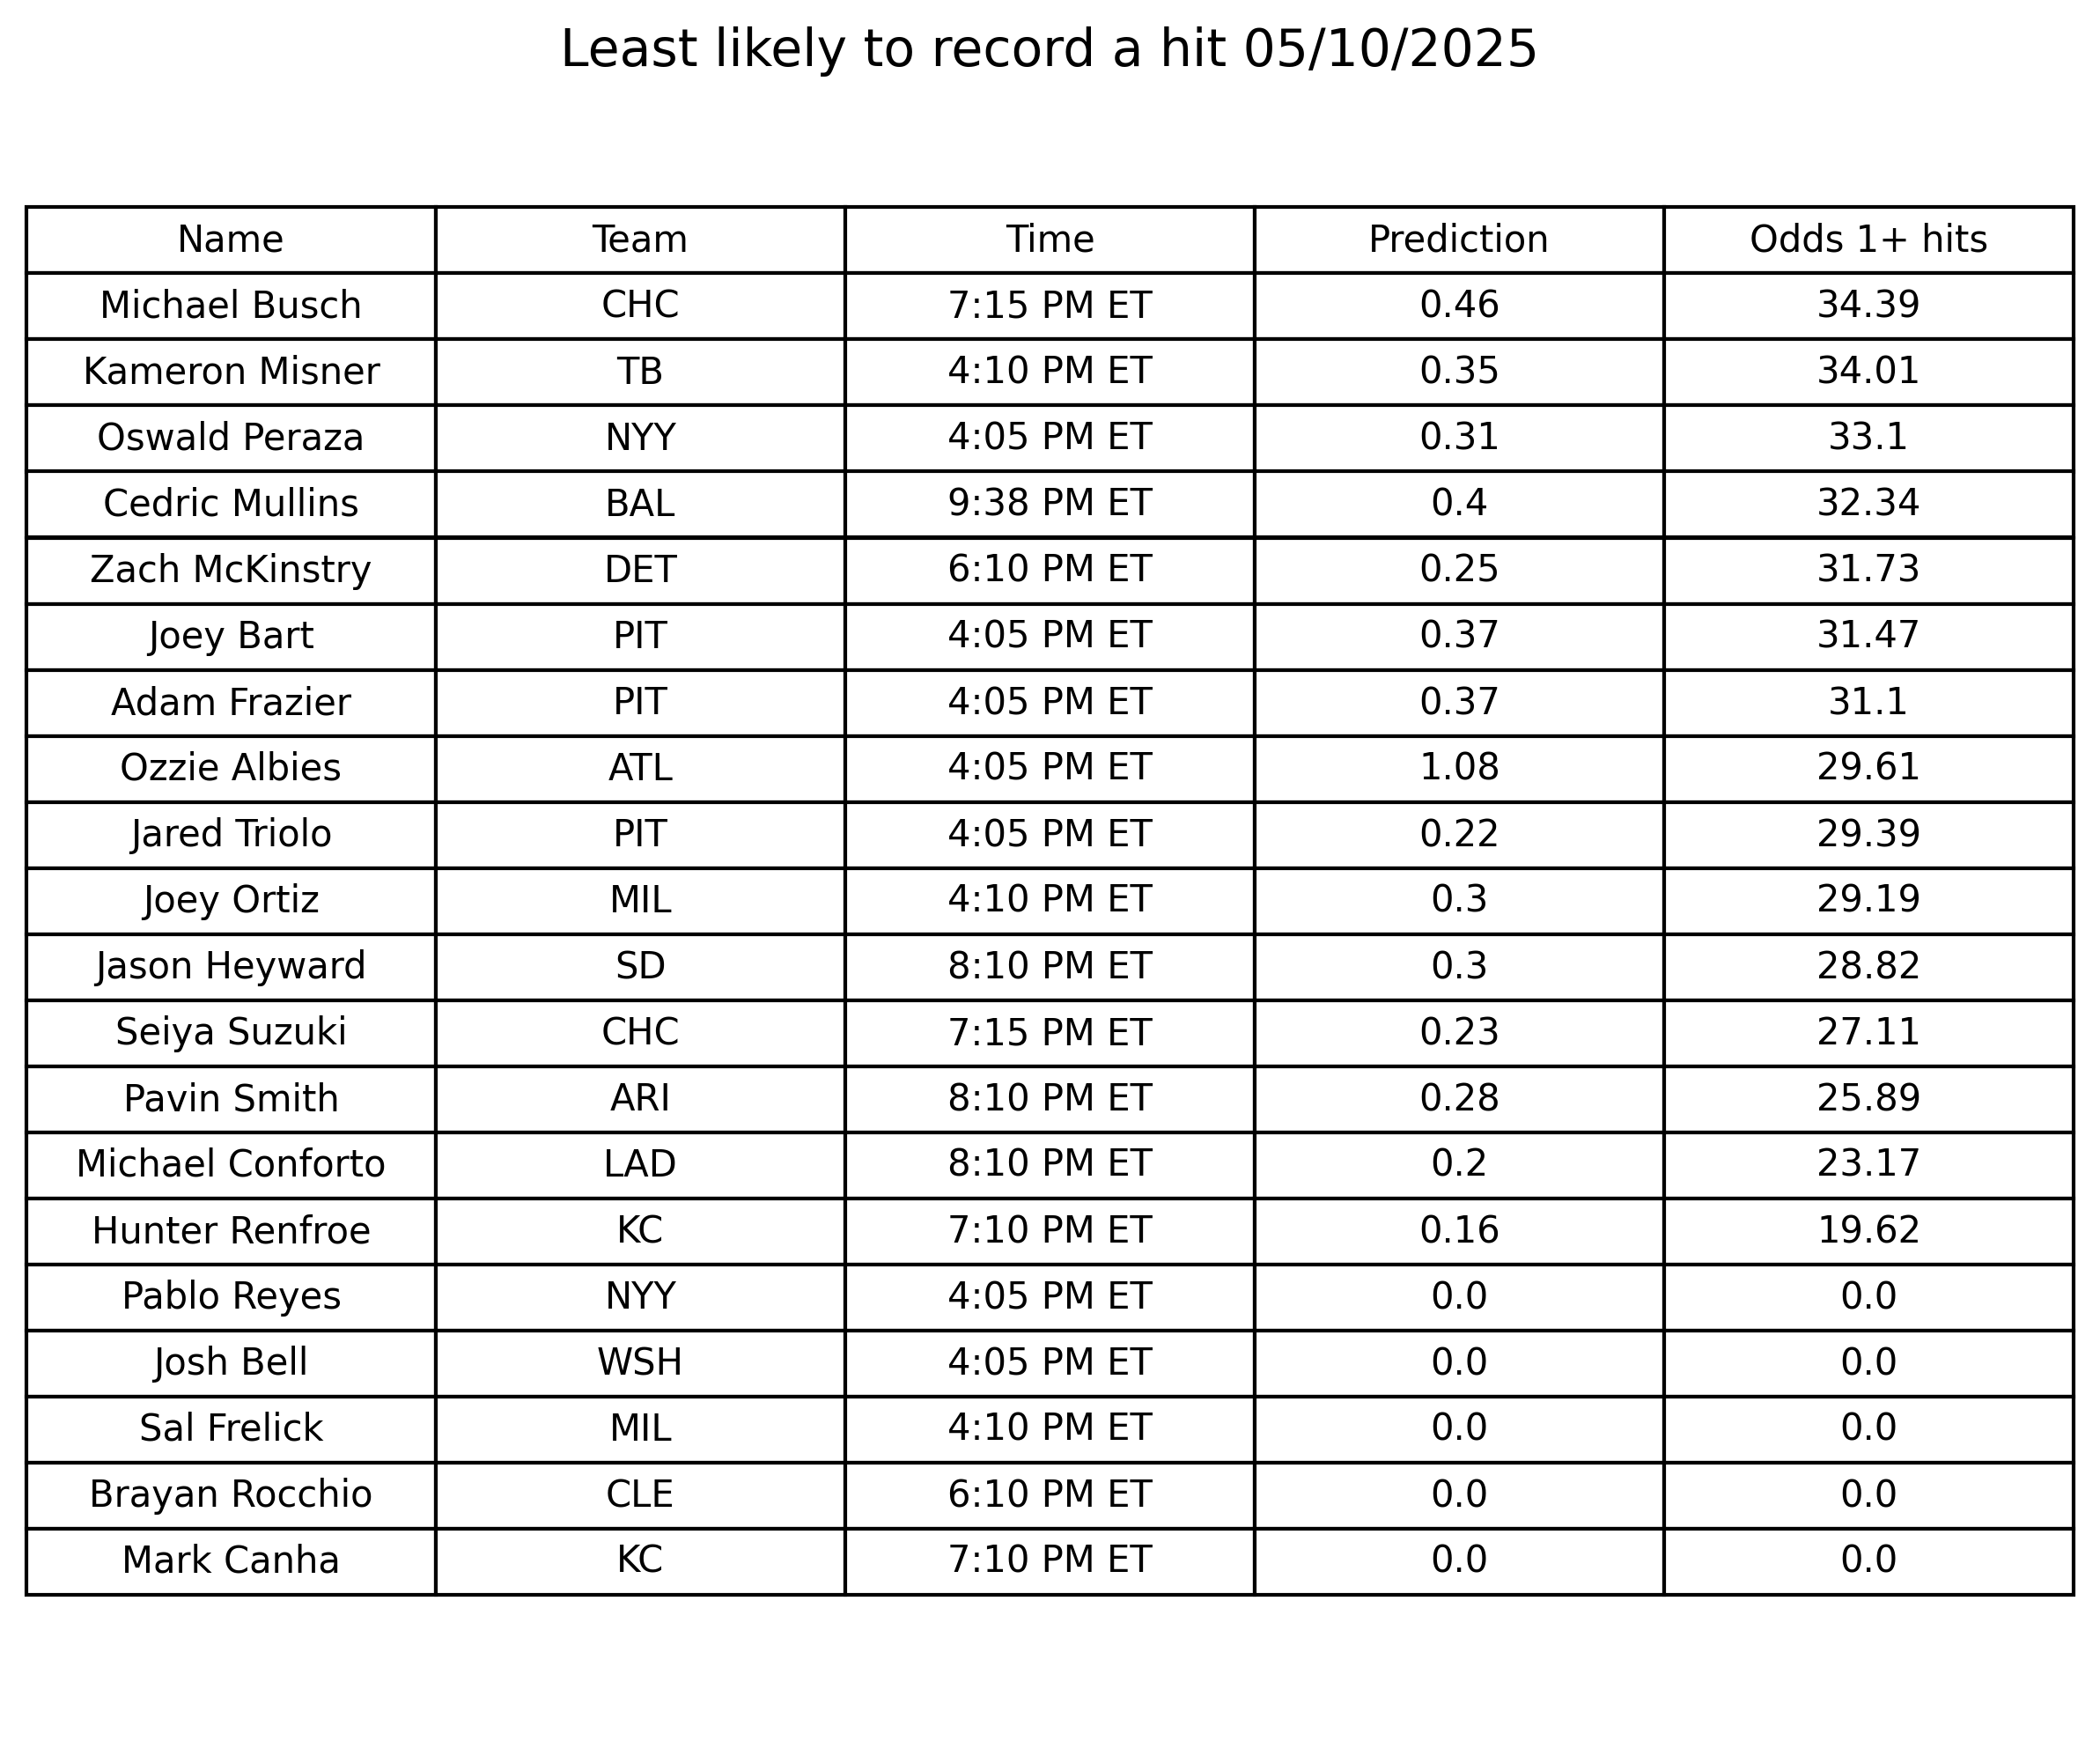 Least likely to record a hit 05/10/2025
Name Team Time Prediction Odds 1+ hits
Michael Busch CHC 7:15 PM ET 0.46 34.39
Kameron Misner TB 4:10 PM ET 0.35 34.01
Oswald Peraza NYY 4:05 PM ET 0.31 33.1
Cedric Mullins BAL 9:38 PM ET 0.4 32.34
Zach McKinstry DET 6:10 PM ET 0.25 31.73
Joey Bart PIT 4:05 PM ET 0.37 31.47
Adam Frazier PIT 4:05 PM ET 0.37 31.1
Ozzie Albies ATL 4:05 PM ET 1.08 29.61
Jared Triolo PIT 4:05 PM ET 0.22 29.39
Joey Ortiz MIL 4:10 PM ET 0.3 29.19
Jason Heyward SD 8:10 PM ET 0.3 28.82
Seiya Suzuki CHC 7:15 PM ET 0.23 27.11
Pavin Smith ARI 8:10 PM ET 0.28 25.89
Michael Conforto LAD 8:10 PM ET 0.2 23.17
Hunter Renfroe KC 7:10 PM ET 0.16 19.62
Pablo Reyes NYY 4:05 PM ET 0.0 0.0
Josh Bell WSH 4:05 PM ET 0.0 0.0
Sal Frelick MIL 4:10 PM ET 0.0 0.0
Brayan Rocchio CLE 6:10 PM ET 0.0 0.0
Mark Canha KC 7:10 PM ET 0.0 0.0